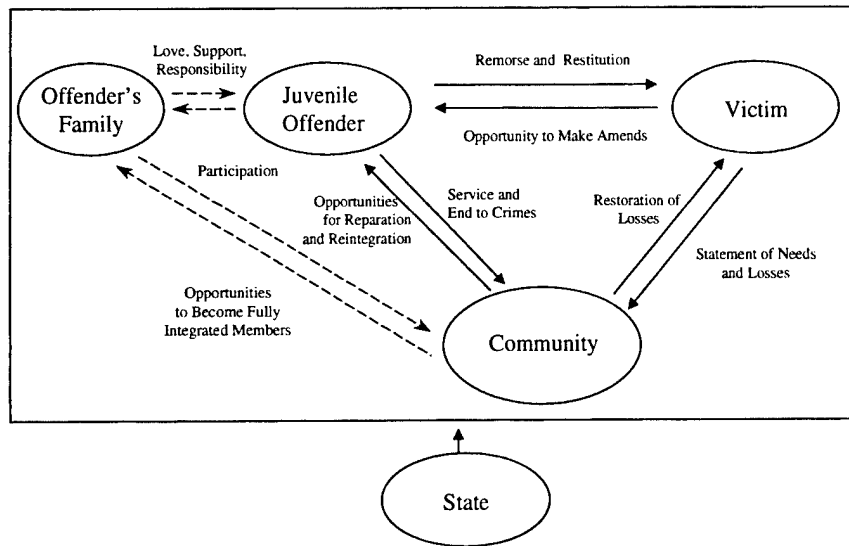 Love, Support,
Responsibility
Remorse and Restitution
Offender's
Family
Juvenile
Offender
Victim
Opportunity to Make Amends
Participation
Opportunities
for Reparation
and Reintegration
Service and
End to Crimes
Restoration of
Losses
Statement of Needs
and Losses
Opportunities
to Become Fully
Integrated Members
Community
State